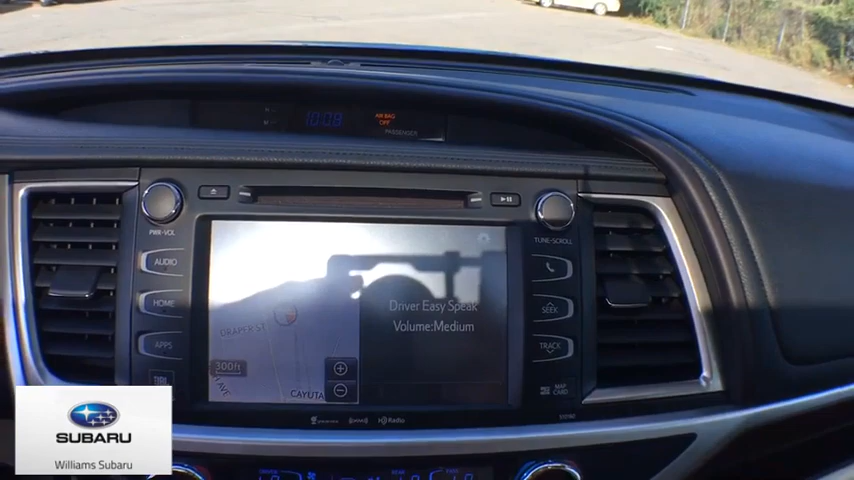 10:08
AIR BAG
OFF
PASSENGER
PWR·VOL
TUNE·SCROLL
AUDIO
HOME
APPS
SEEK
TRACK
MAP
CARD
Driver Easy Speak
Volume:Medium
DRAPER ST
300ft
CAYUTA
HD Radio
SUBARU
Williams Subaru